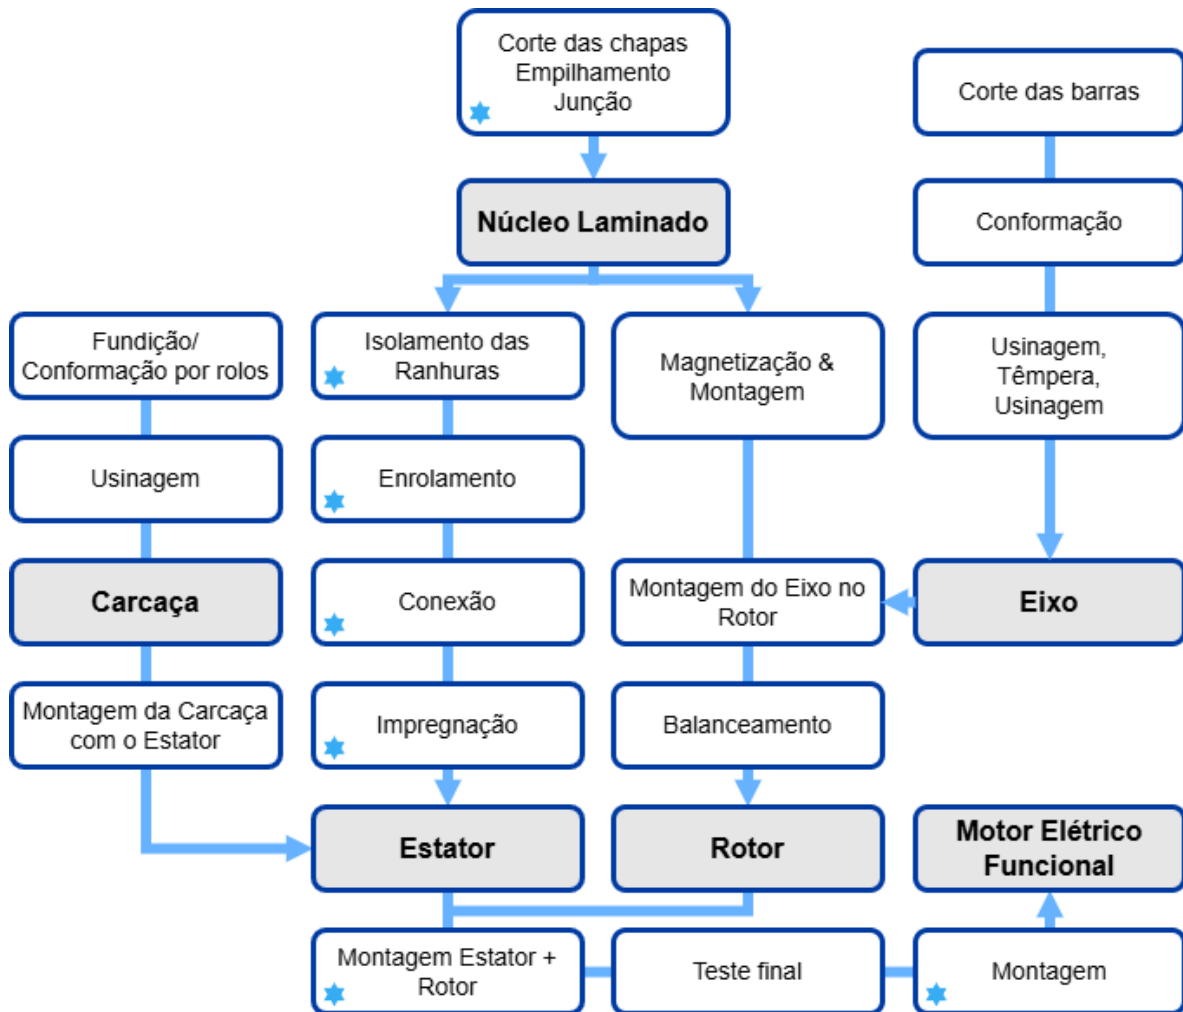 Corte das chapas
Empilhamento
Junção
Corte das barras
Núcleo Laminado
Conformação
Fundição/
Conformação por rolos
Isolamento das
Ranhuras
Magnetização &
Montagem
Usinagem,
Têmpera,
Usinagem
Usinagem
Enrolamento
Carcaça
Conexão
Montagem do Eixo no
Rotor
Eixo
Montagem da Carcaça
com o Estator
Impregnação
Balanceamento
Estator
Rotor
Motor Elétrico
Funcional
Montagem Estator +
Rotor
Teste final
Montagem